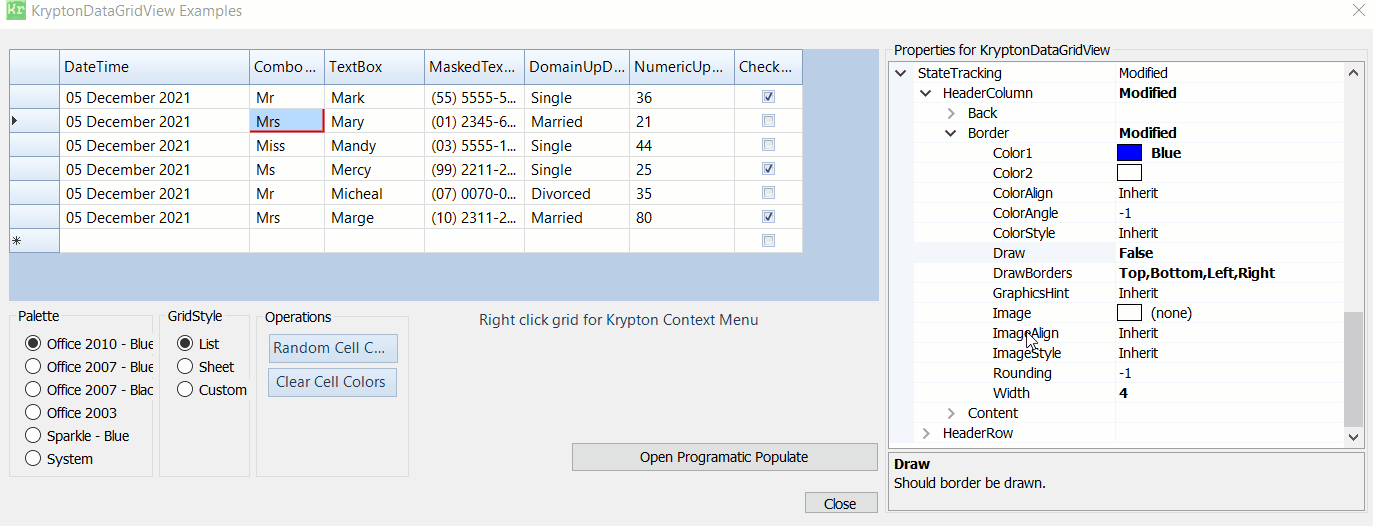 Kr KryptonDataGridView Examples
DateTime Combo... TextBox MaskedTex... DomainUpD... NumericUp... Check...
05 December 2021 Mr Mark (55) 5555-5... Single 36
05 December 2021 Mrs Mary (01) 2345-6... Married 21
05 December 2021 Miss Mandy (03) 5555-1... Single 44
05 December 2021 Ms Mercy (99) 2211-2... Single 25
05 December 2021 Mr Micheal (07) 0070-0... Divorced 35
05 December 2021 Mrs Marge (10) 2311-2... Married 80
*
Palette
Office 2010 - Blue
Office 2007 - Blue
Office 2007 - Blac
Office 2003
Sparkle - Blue
System
GridStyle
List
Sheet
Custom
Operations
Random Cell C...
Clear Cell Colors
Right click grid for Krypton Context Menu
Open Programatic Populate
Close
Properties for KryptonDataGridView
StateTracking Modified
HeaderColumn Modified
Back
Border Modified
Color1 Blue
Color2
ColorAlign Inherit
ColorAngle -1
ColorStyle Inherit
Draw False
DrawBorders Top,Bottom,Left,Right
GraphicsHint Inherit
Image (none)
ImageAlign Inherit
ImageStyle Inherit
Rounding -1
Width 4
Content
HeaderRow
Draw
Should border be drawn.